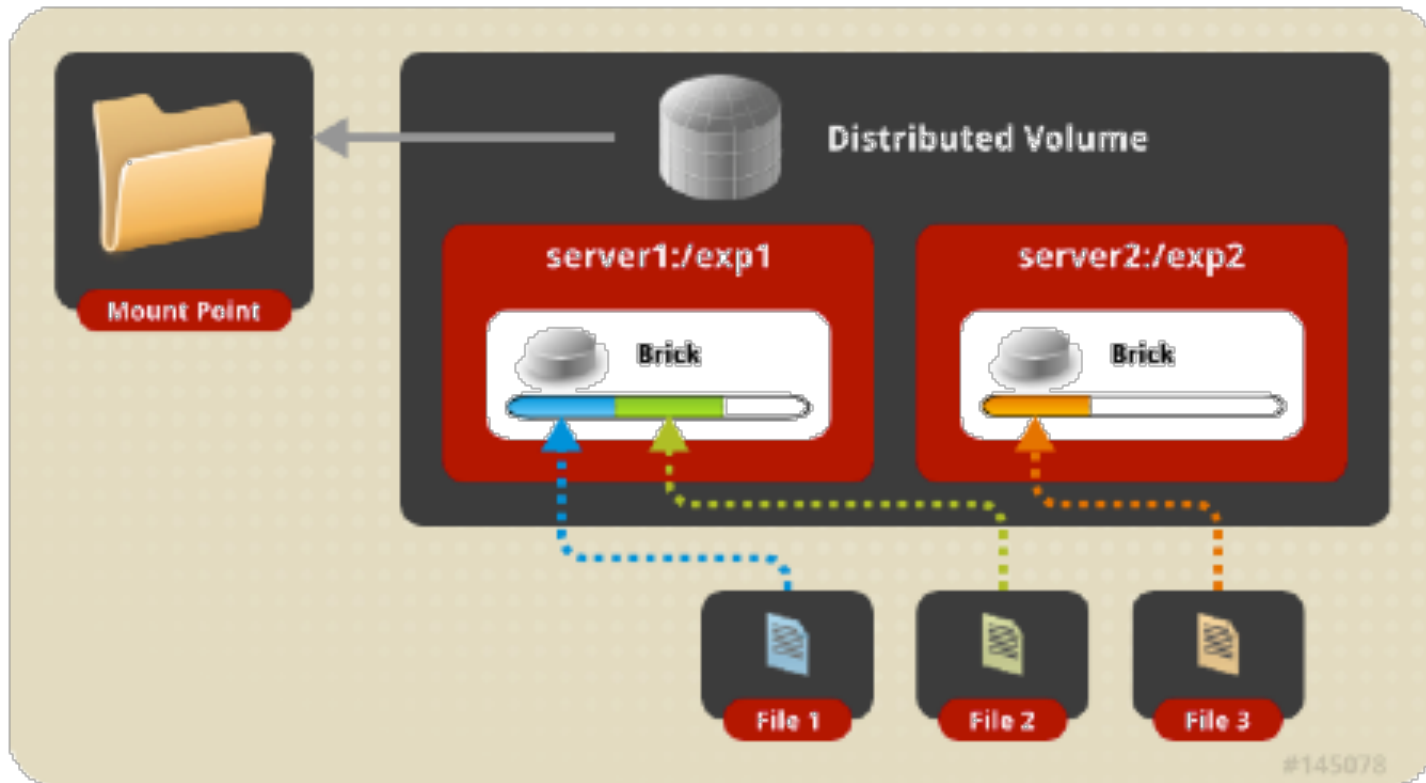 Distributed Volume
Mount Point
server1:/exp1
server2:/exp2
Brick
Brick
File 1
File 2
File 3
#145078